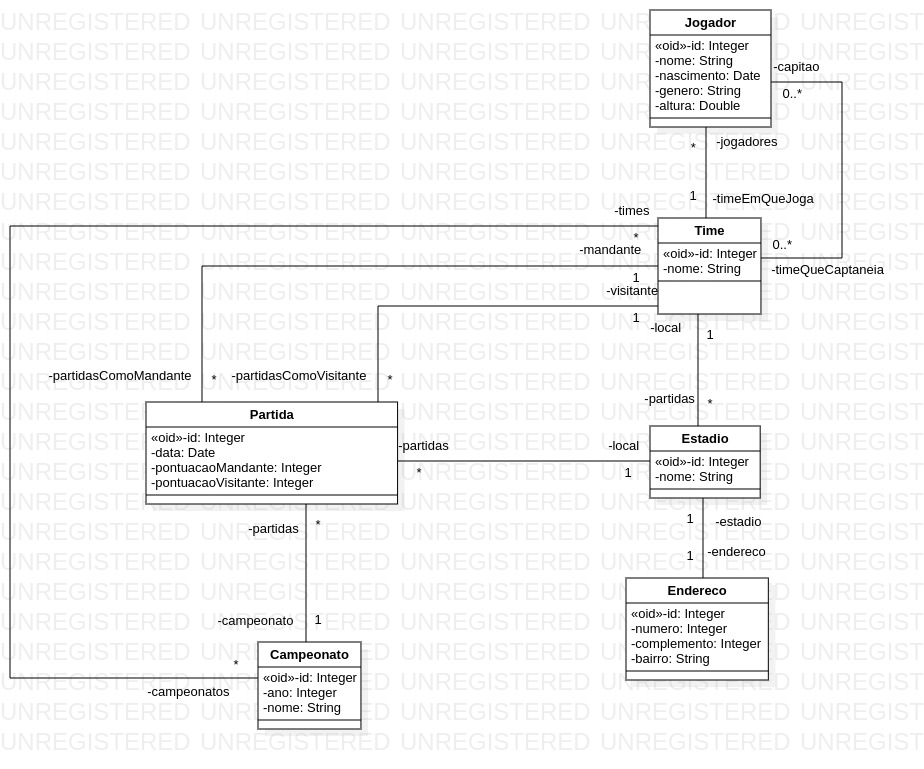 Jogador
«oid»-id: Integer
-nome: String
-nascimento: Date
-genero: String
-altura: Double
-capitao
0..*
-jogadores
*
1
-timeEmQueJoga
-times
*
Time
«oid»-id: Integer
-nome: String
0..*
-timeQueCaptaneia
-mandante
1
-visitante
1
-local
1
-partidasComoMandante
*
-partidasComoVisitante
*
-partidas
*
Partida
«oid»-id: Integer
-data: Date
-pontuacaoMandante: Integer
-pontuacaoVisitante: Integer
-partidas
*
-local
1
Estadio
«oid»-id: Integer
-nome: String
1
-estadio
1
-endereco
-partidas
*
-campeonato
1
Endereco
«oid»-id: Integer
-numero: Integer
-complemento: Integer
-bairro: String
Campeonato
«oid»-id: Integer
-ano: Integer
-nome: String
*
-campeonatos
UNREGISTERED